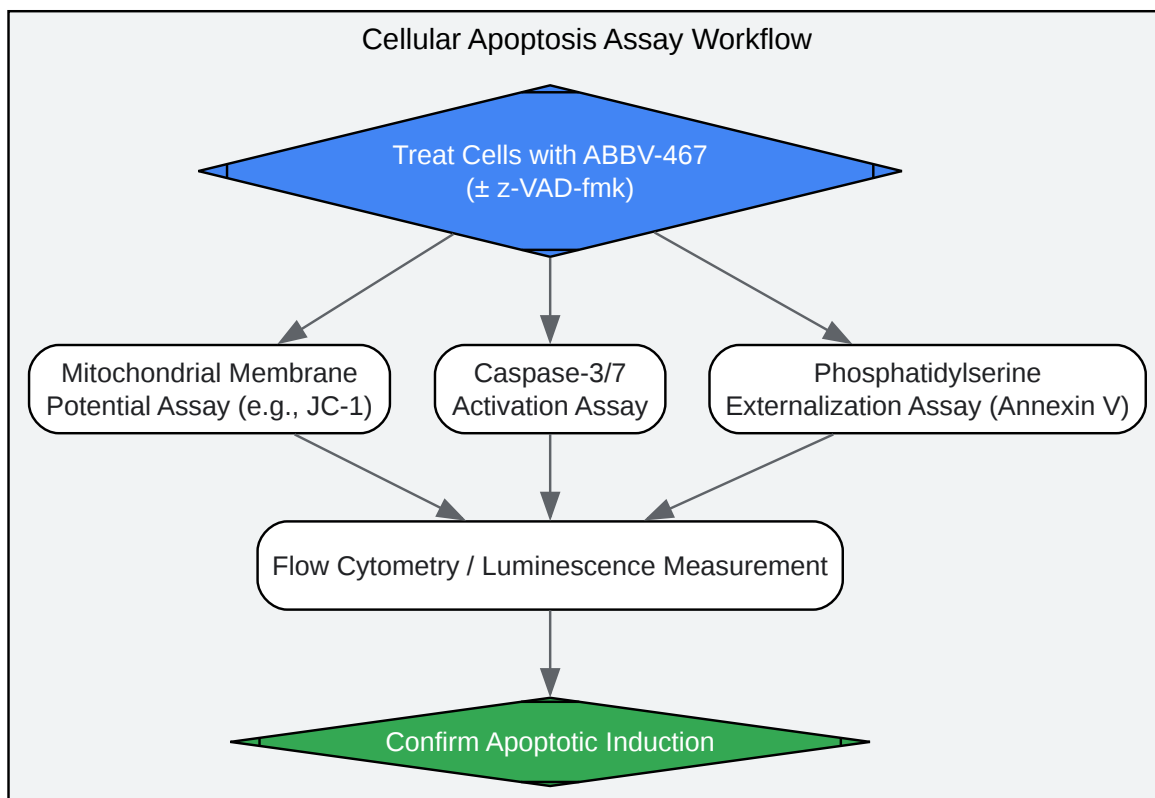 Cellular Apoptosis Assay Workflow
Treat Cells with ABBV-467
(± z-VAD-fmk)
Mitochondrial Membrane
Potential Assay (e.g., JC-1)
Caspase-3/7
Activation Assay
Phosphatidylserine
Externalization Assay (Annexin V)
Flow Cytometry / Luminescence Measurement
Confirm Apoptotic Induction